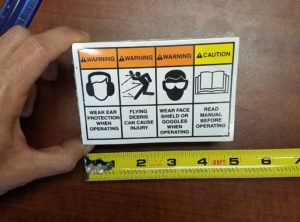 WARNING
WEAR EAR
PROTECTION
WHEN
OPERATING
WARNING
FLYING
DEBRIS
CAN CAUSE
INJURY
WARNING
WEAR FACE
SHIELD OR
GOGGLES
WHEN
OPERATING
CAUTION
READ
MANUAL
BEFORE
OPERATING
2 3 4 5 6 7